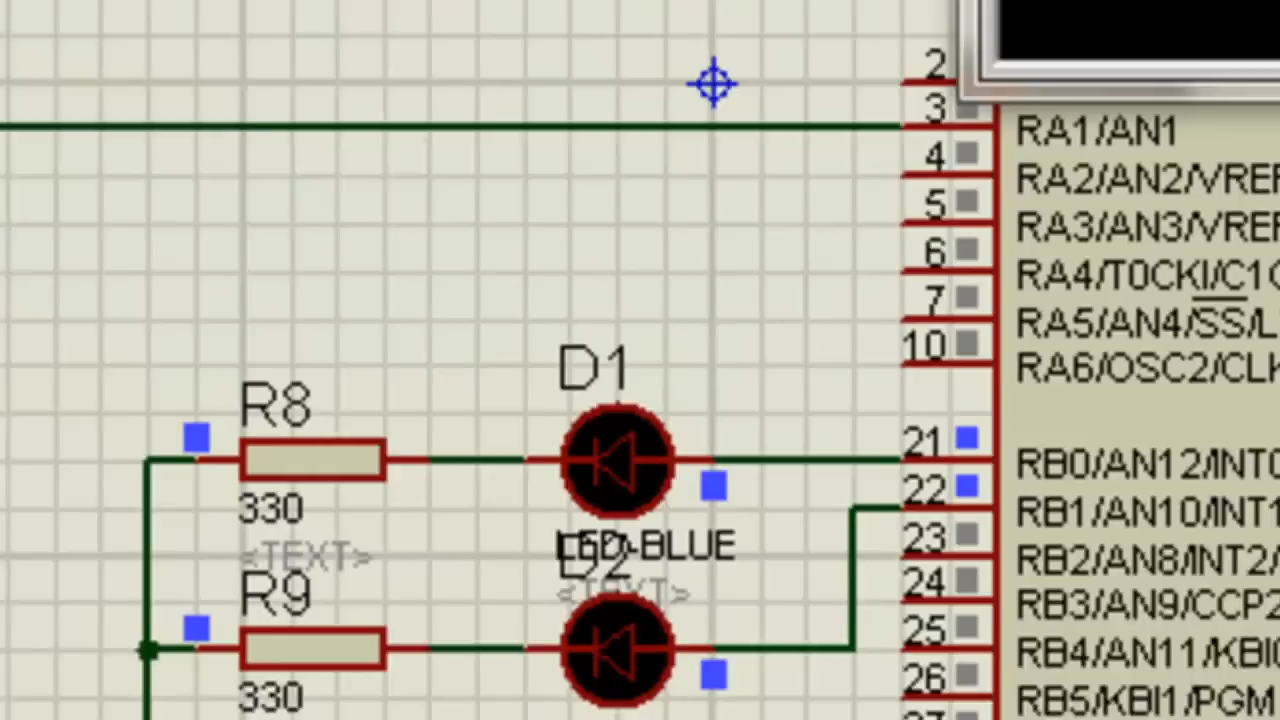 2
3
RA1/AN1
4
RA2/AN2/VREF
5
RA3/AN3/VREF
6
RA4/T0CKI/C1
7
RA5/AN4/SS/L
10
RA6/OSC2/CLK
D1
R8
21
RB0/AN12/INT0
22
RB1/AN10/INT1
330
23
LED-BLUE
<TEXT>
RB2/AN8/INT2/
D2
24
<TEXT>
R9
RB3/AN9/CCP2
25
RB4/AN11/KBI0
26
330
RB5/KBI1/PGM
27